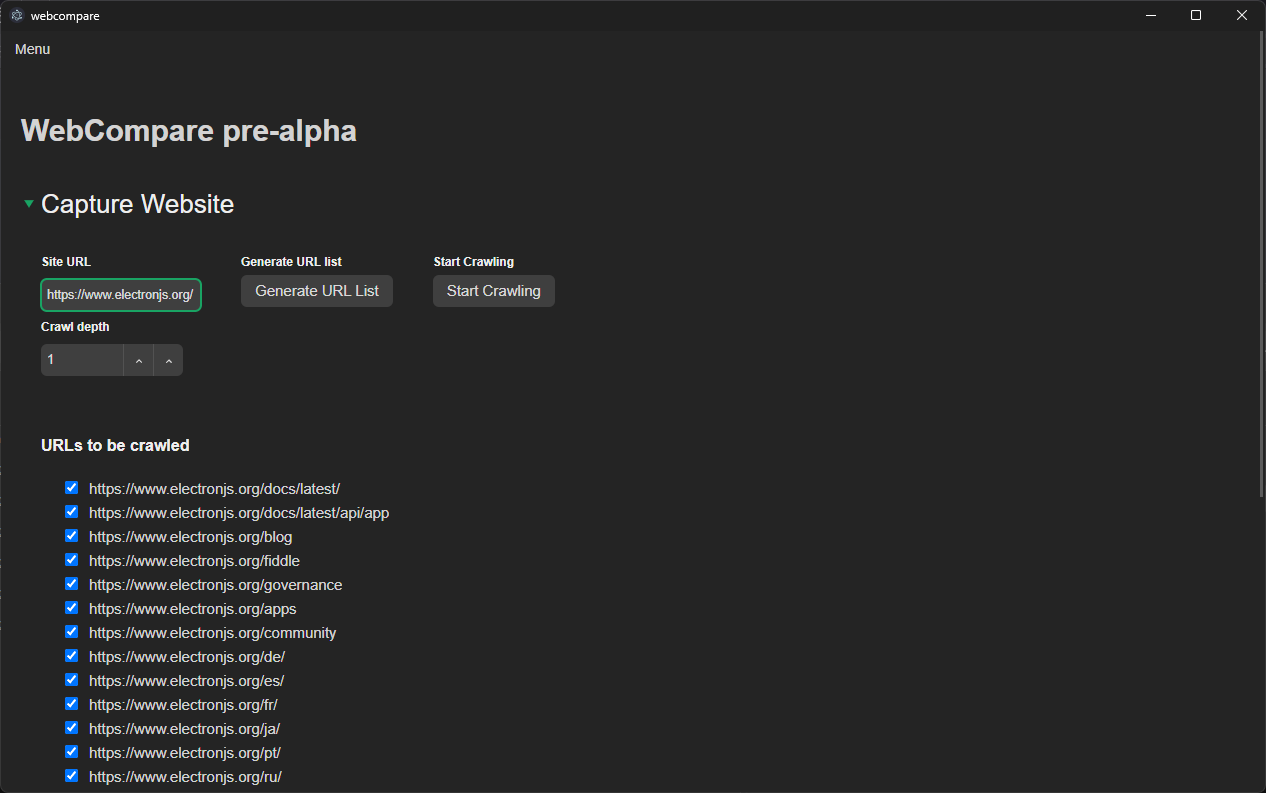 webcompare
Menu
WebCompare pre-alpha
Capture Website
Site URL
Generate URL list
Start Crawling
https://www.electronjs.org/
Generate URL List
Start Crawling
Crawl depth
1
URLs to be crawled
https://www.electronjs.org/docs/latest/
https://www.electronjs.org/docs/latest/api/app
https://www.electronjs.org/blog
https://www.electronjs.org/fiddle
https://www.electronjs.org/governance
https://www.electronjs.org/apps
https://www.electronjs.org/community
https://www.electronjs.org/de/
https://www.electronjs.org/es/
https://www.electronjs.org/fr/
https://www.electronjs.org/ja/
https://www.electronjs.org/pt/
https://www.electronjs.org/ru/